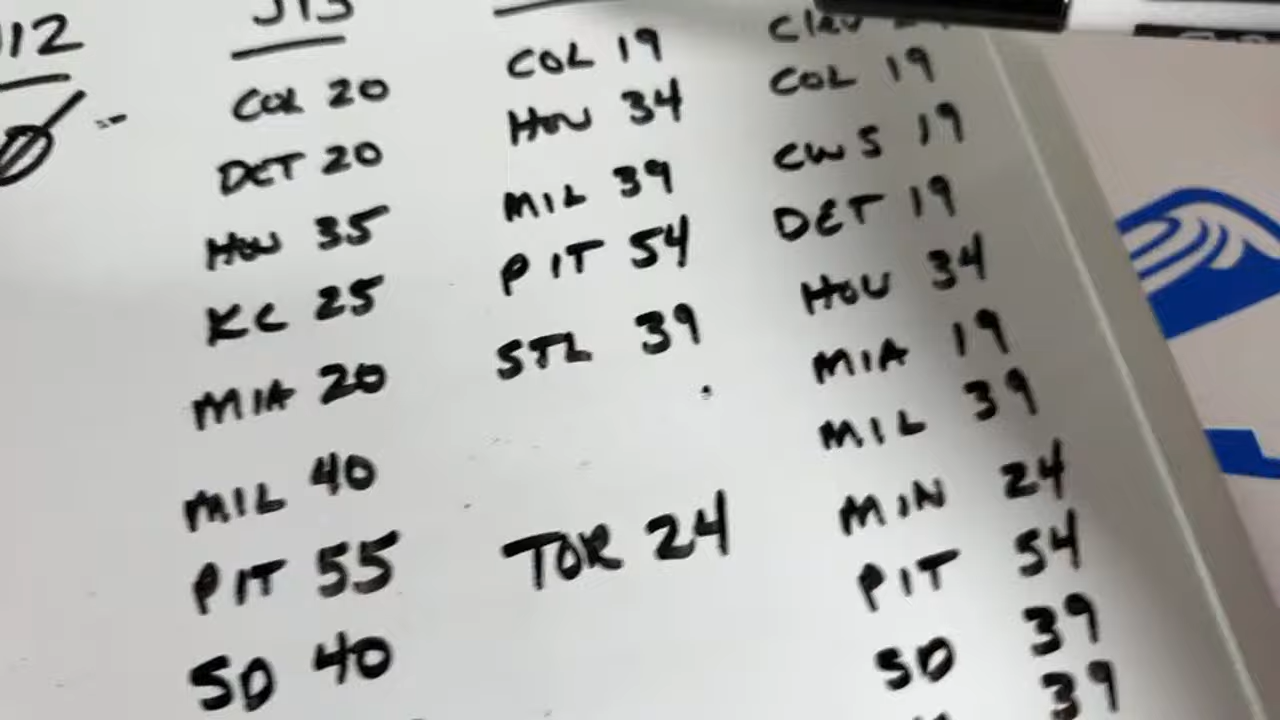 J12
J13
COL 20
DET 20
HOU 35
KC 25
MIA 20
MIL 40
PIT 55
SD 40
COL 19
HOU 34
MIL 39
PIT 54
STL 39
TOR 24
CLEV
COL 19
CWS 19
DET 19
HOU 34
MIA 19
MIL 39
MIN 24
PIT 54
SD 39
39